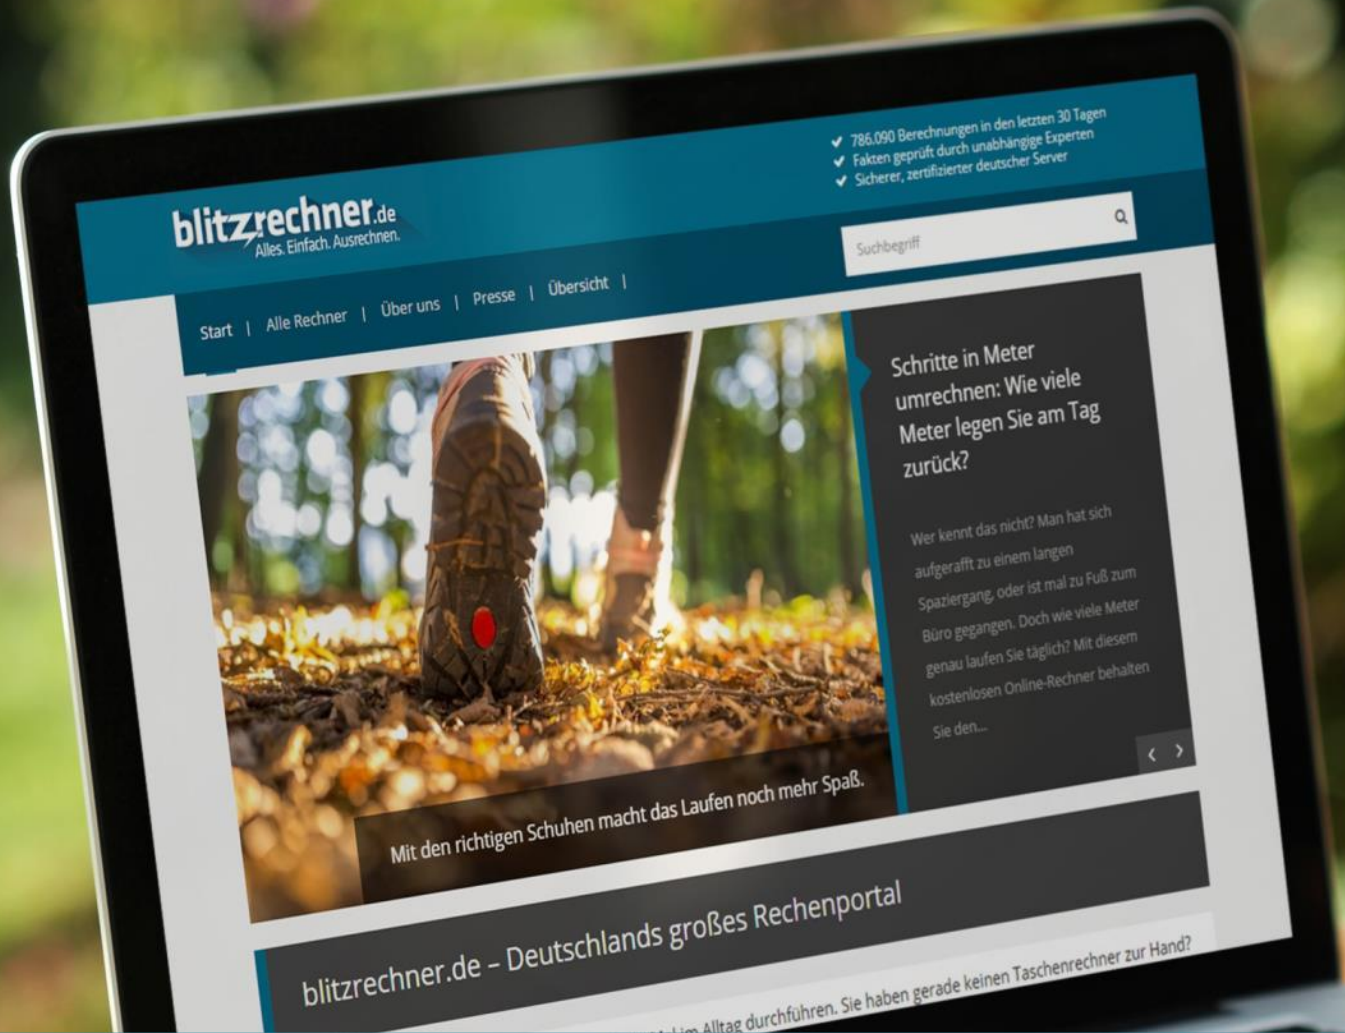 786.090 Berechnungen in den letzten 30 Tagen
Fakten geprüft durch unabhängige Experten
Sicherer, zertifizierter deutscher Server
blitzrechner.de
Alles. Einfach. Ausrechnen.
Suchbegriff
Start | Alle Rechner | Über uns | Presse | Übersicht |
Schritte in Meter
umrechnen: Wie viele
Meter legen Sie am Tag
zurück?
Wer kennt das nicht? Man hat sich
aufgerafft zu einem langen
Spaziergang, oder ist mal zu Fuß zum
Büro gegangen. Doch wie viele Meter
genau laufen Sie täglich? Mit diesem
kostenlosen Online-Rechner behalten
Sie den...
Mit den richtigen Schuhen macht das Laufen noch mehr Spaß.
blitzrechner.de – Deutschlands großes Rechenportal
im Alltag durchführen. Sie haben gerade keinen Taschenrechner zur Hand?